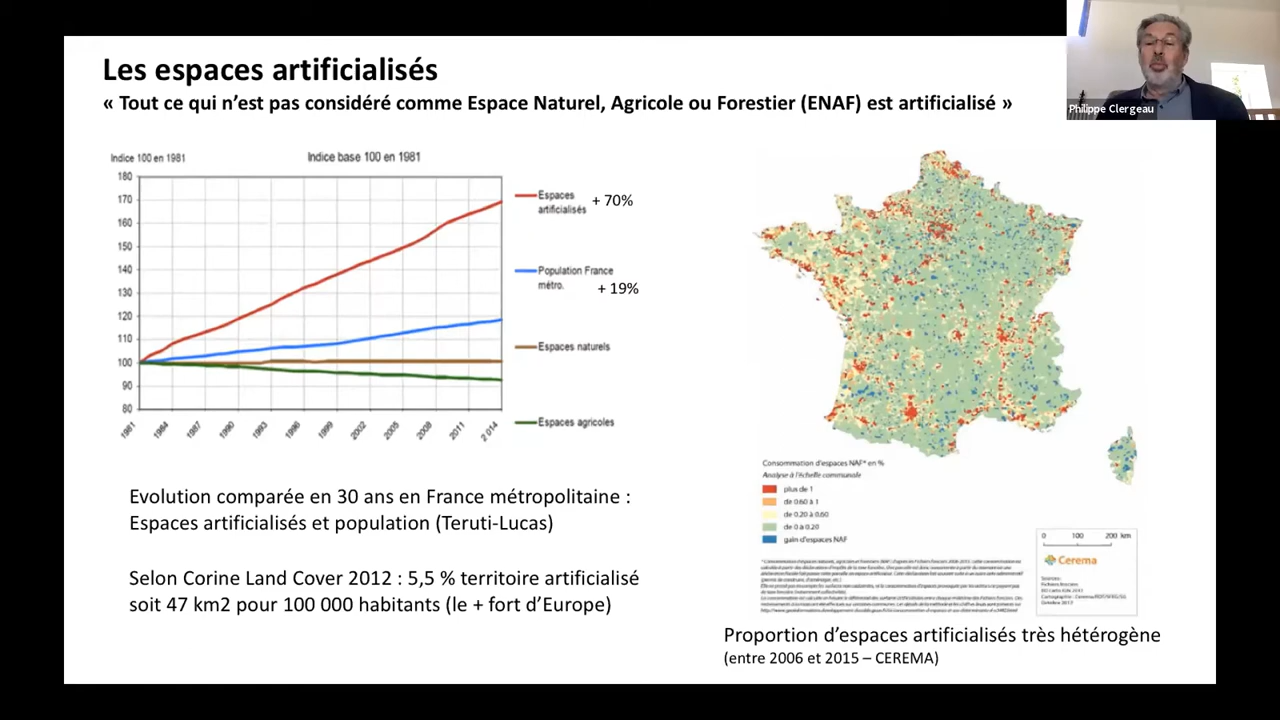 Les espaces artificialisés
« Tout ce qui n’est pas considéré comme Espace Naturel, Agricole ou Forestier (ENAF) est artificialisé »
Philippe Clergeau
Indice 100 en 1981
Indice base 100 en 1981
180
170
160
150
140
130
120
110
100
90
80
1981
1984
1987
1990
1993
1996
1999
2002
2005
2008
2011
2 014
Espaces
artificialisés
+ 70%
Population France
métro.
+ 19%
Espaces naturels
Espaces agricoles
Evolution comparée en 30 ans en France métropolitaine :
Espaces artificialisés et population (Teruti-Lucas)
Selon Corine Land Cover 2012 : 5,5 % territoire artificialisé
soit 47 km2 pour 100 000 habitants (le + fort d’Europe)
Consommation d'espaces NAF* en %
Analyse à l'échelle communale
plus de 1
de 0.60 à 1
de 0.20 à 0.60
de 0 à 0.20
gain d'espaces NAF
0 100 200 km
Cerema
Sources:
Fichiers fonciers
Octobre 2017
Proportion d’espaces artificialisés très hétérogène
(entre 2006 et 2015 – CEREMA)